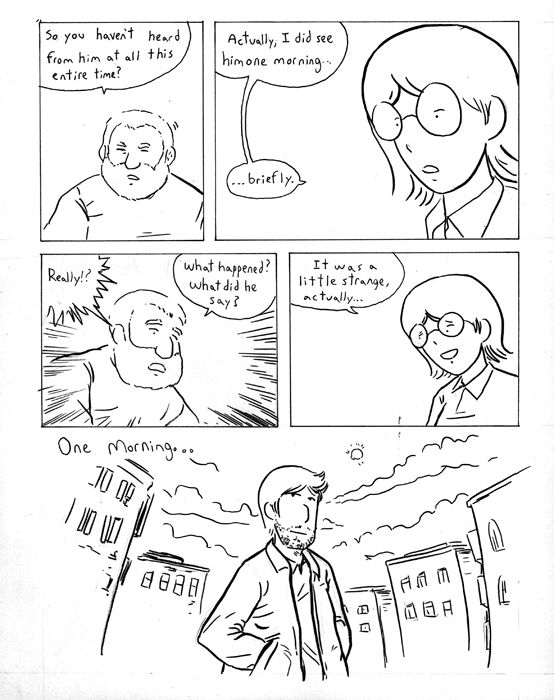 So you haven't heard
from him at all this
entire time?
Actually, I did see
him one morning...
...briefly.
Really!?
What happened?
What did he
say?
It was a
little strange,
actually...
One Morning...